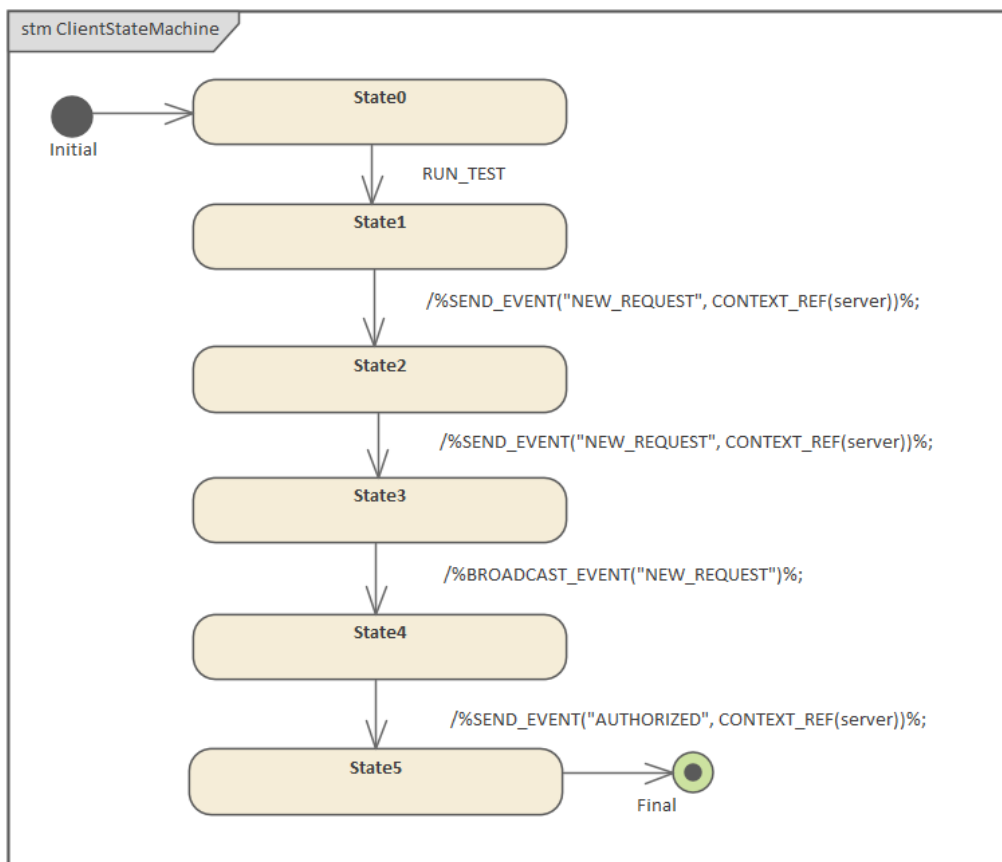 stm ClientStateMachine
State0
Initial
RUN_TEST
State1
/%SEND_EVENT("NEW_REQUEST", CONTEXT_REF(server))%;
State2
/%SEND_EVENT("NEW_REQUEST", CONTEXT_REF(server))%;
State3
/%BROADCAST_EVENT("NEW_REQUEST")%;
State4
/%SEND_EVENT("AUTHORIZED", CONTEXT_REF(server))%;
State5
Final